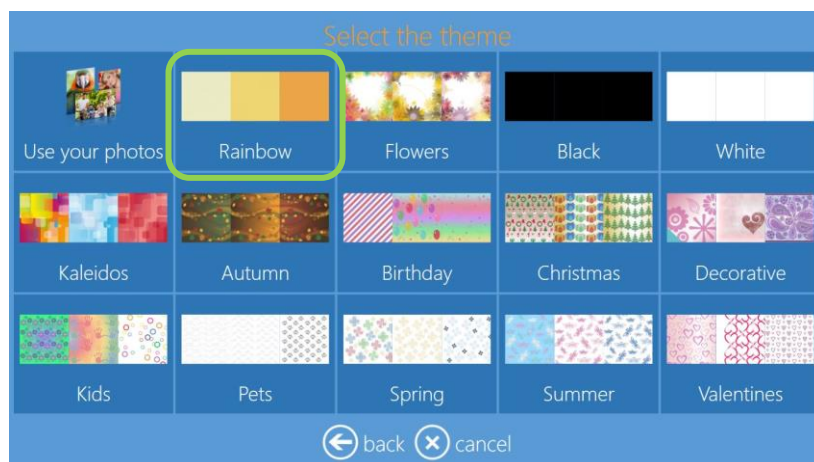 Select the theme
Use your photos Rainbow Flowers Black White
Kaleidos Autumn Birthday Christmas Decorative
Kids Pets Spring Summer Valentines
back cancel